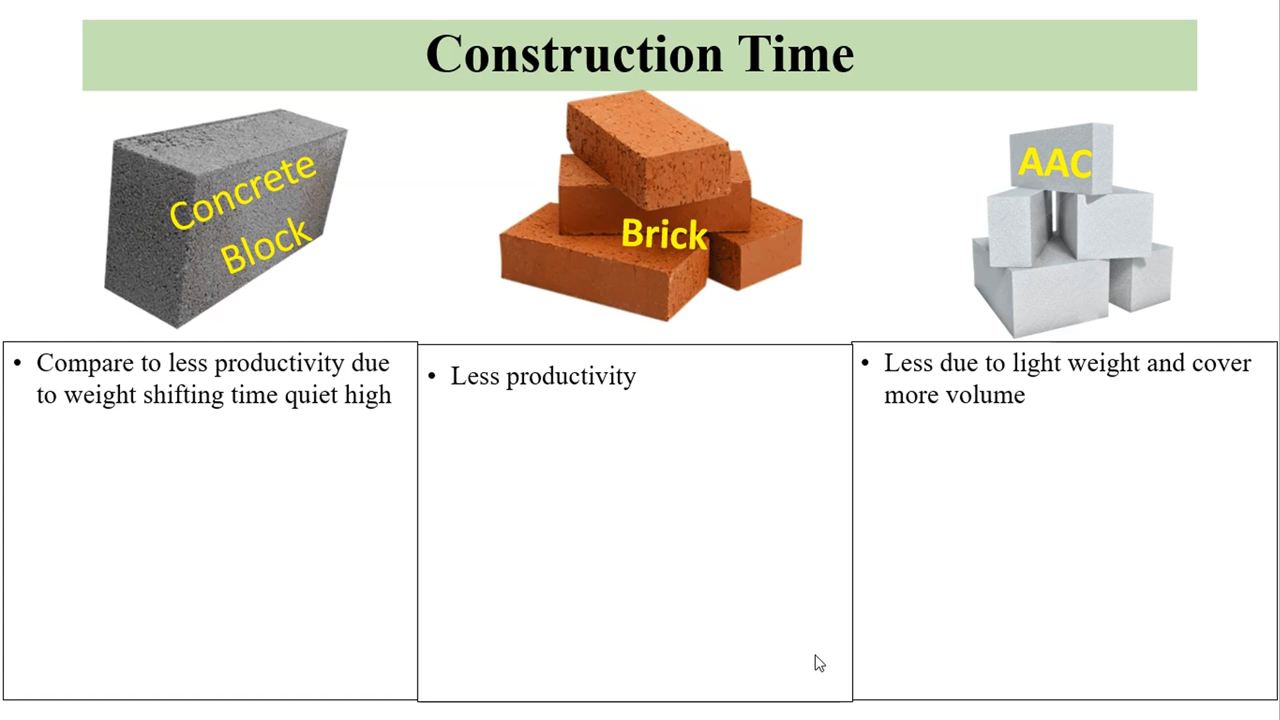 Construction Time
Concrete
Block
Brick
AAC
• Compare to less productivity due
to weight shifting time quiet high
• Less productivity
• Less due to light weight and cover
more volume